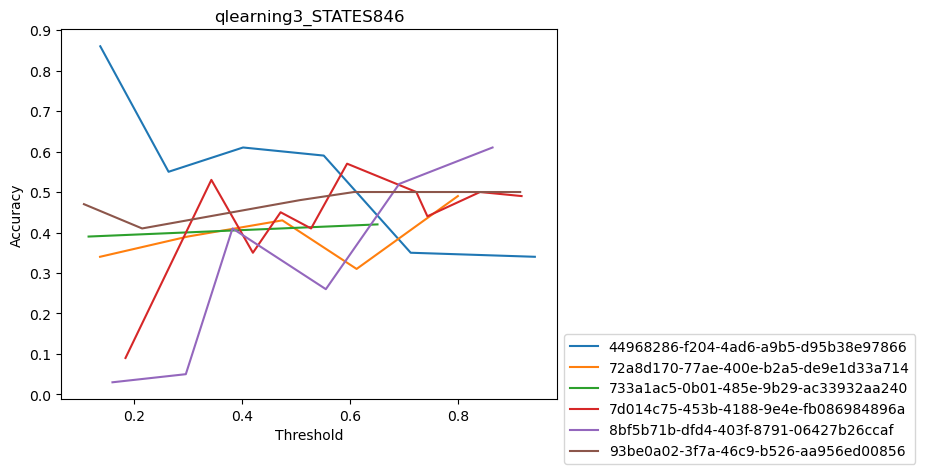 qlearning3_STATES846
Accuracy
0.9
0.8
0.7
0.6
0.5
0.4
0.3
0.2
0.1
0.0
0.2 0.4 0.6 0.8
Threshold
44968286-f204-4ad6-a9b5-d95b38e97866
72a8d170-77ae-400e-b2a5-de9e1d33a714
733a1ac5-0b01-485e-9b29-ac33932aa240
7d014c75-453b-4188-9e4e-fb086984896a
8bf5b71b-dfd4-403f-8791-06427b26ccaf
93be0a02-3f7a-46c9-b526-aa956ed00856